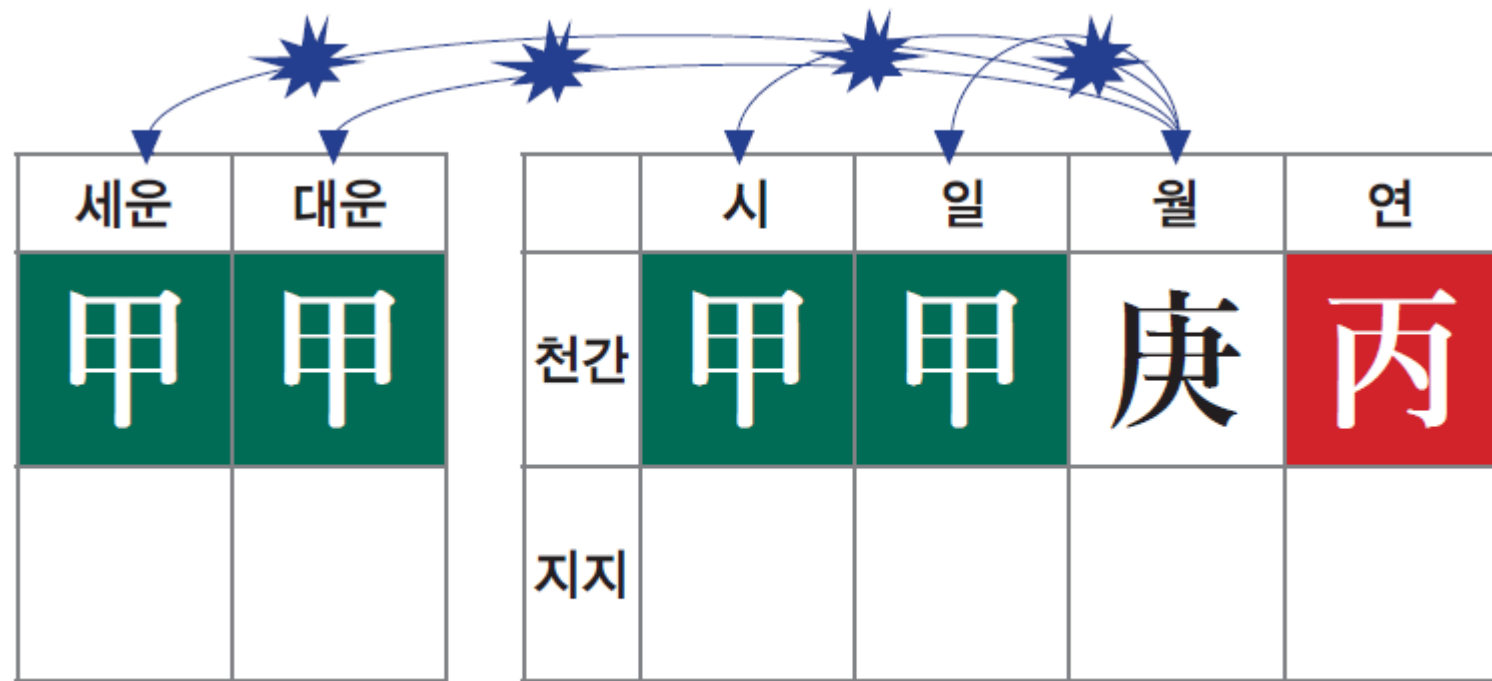 세운 대운 시 일 월 연
甲 甲 천간 甲 甲 庚 丙
지지